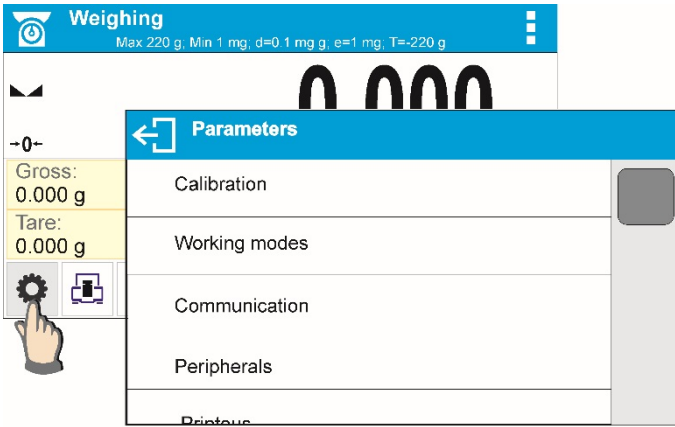 Weighing
Max 220 g; Min 1 mg; d=0.1 mg g; e=1 mg; T=-220 g
0.000
→0←
Gross:
0.000 g
Tare:
0.000 g
Parameters
Calibration
Working modes
Communication
Peripherals